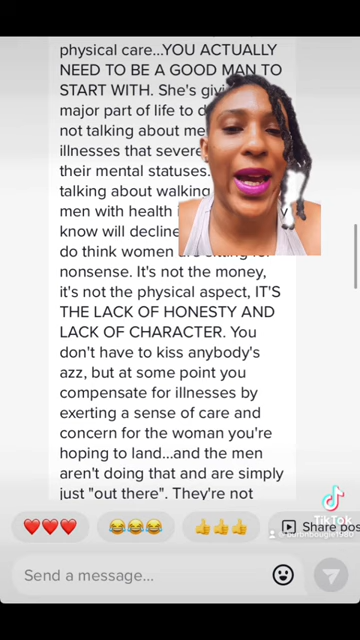 physical care...YOU ACTUALLY
NEED TO BE A GOOD MAN TO
START WITH. She's
major part of life to
not talking about
illnesses that
their mental statuses.
talking about walking
men with health
know will decline
do think women
nonsense. It's not the money,
it's not the physical aspect, IT'S
THE LACK OF HONESTY AND
LACK OF CHARACTER. You
don't have to kiss anybody's
azz, but at some point you
compensate for illnesses by
exerting a sense of care and
concern for the woman you're
hoping to land...and the men
aren't doing that and are simply
just "out there". They're not
❤️❤️❤️ 😂😂😂 👍👍👍 Share
TikTok
Send a message...